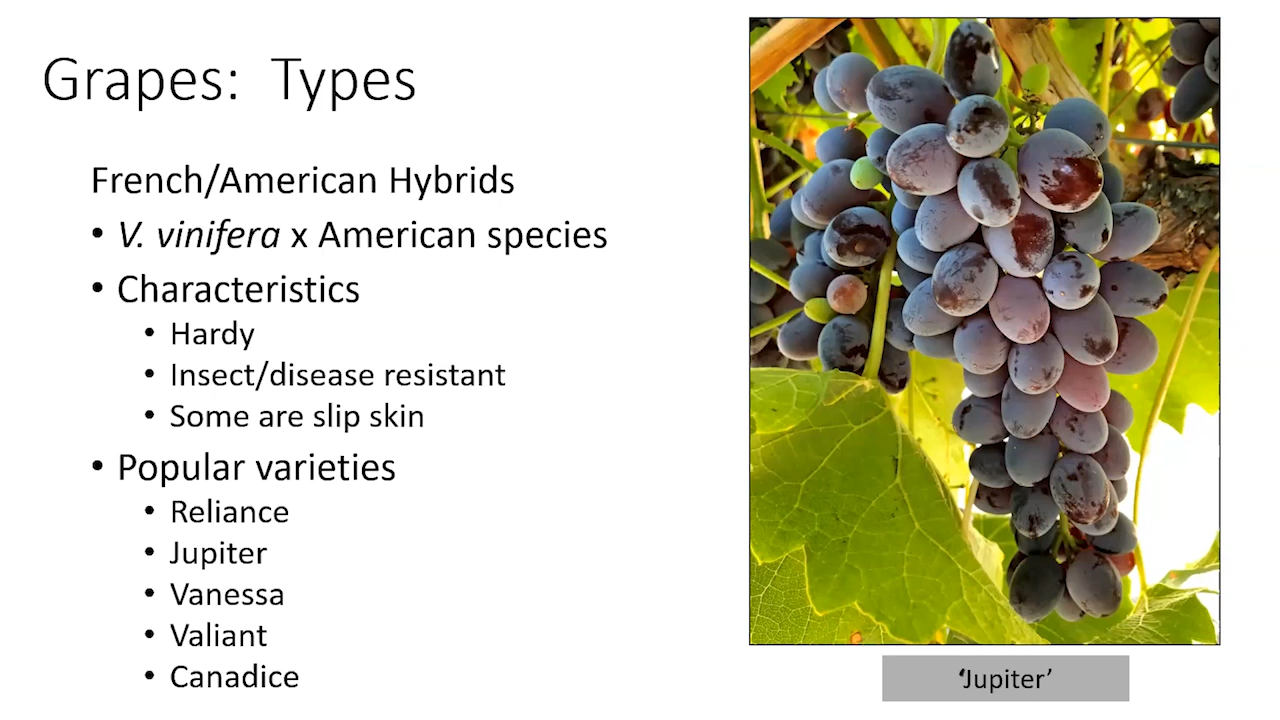 Grapes: Types
French/American Hybrids
• V. vinifera x American species
• Characteristics
• Hardy
• Insect/disease resistant
• Some are slip skin
• Popular varieties
• Reliance
• Jupiter
• Vanessa
• Valiant
• Canadice
‘Jupiter’